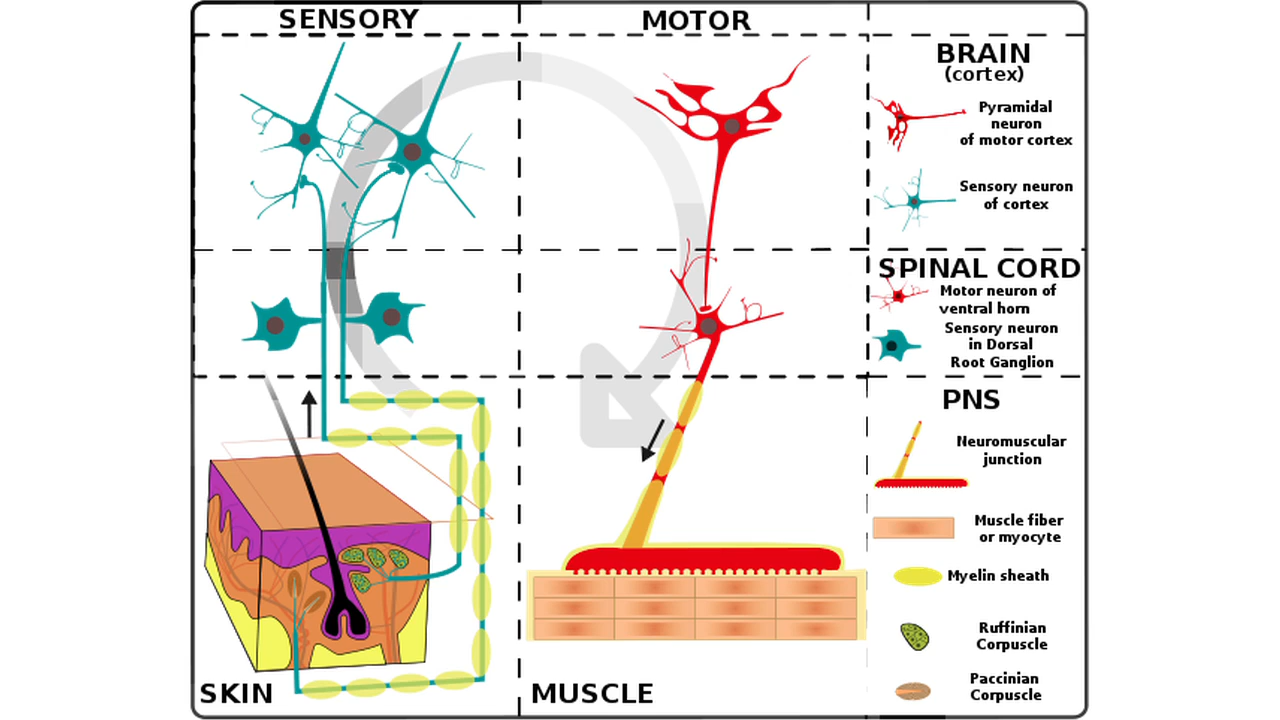 SENSORY
MOTOR
BRAIN
(cortex)
Pyramidal
neuron
of motor cortex
Sensory neuron
of cortex
SPINAL CORD
Motor neuron of
ventral horn
Sensory neuron
in Dorsal
Root Ganglion
PNS
Neuromuscular
junction
Muscle fiber
or myocyte
Myelin sheath
Ruffinian
Corpuscle
Paccinian
Corpuscle
SKIN
MUSCLE